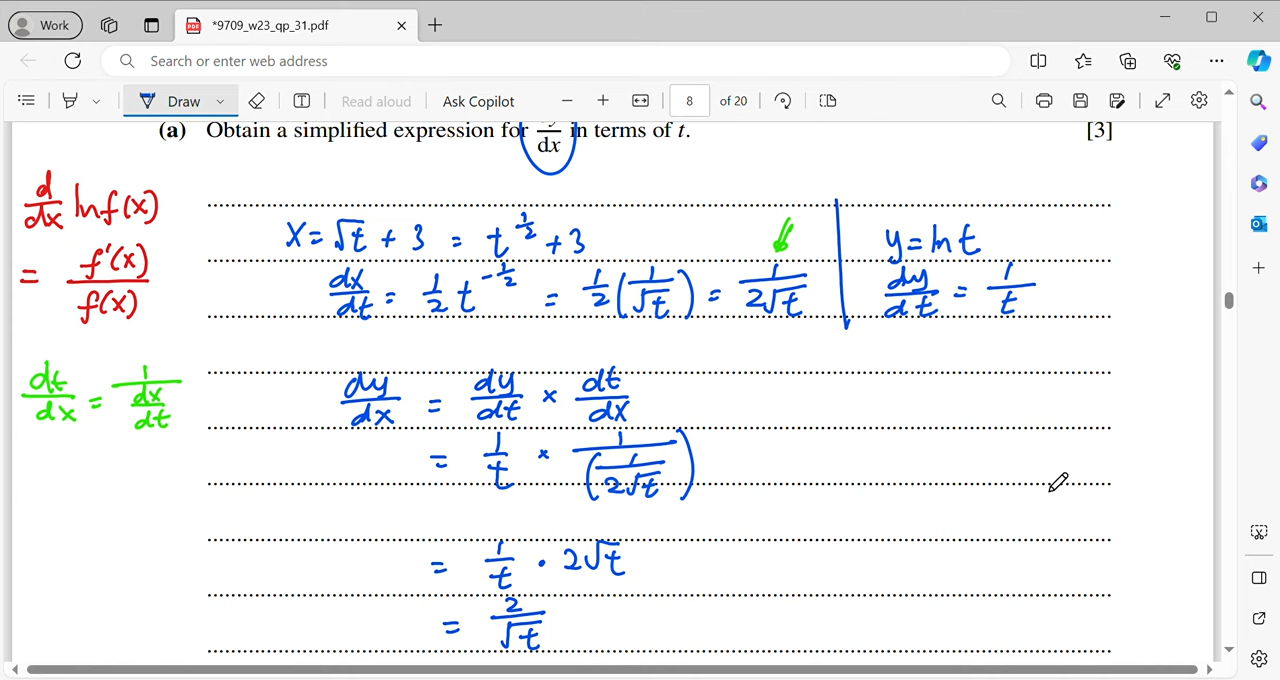 Work
*9709_w23_qp_31.pdf
Search or enter web address
Draw
Read aloud
Ask Copilot
8
of 20
(a) Obtain a simplified expression for dy/dx in terms of t. [3]
d/dx ln f(x)
= f'(x)/f(x)
x = √t + 3 = t^(1/2) + 3
dx/dt = 1/2 t^(-1/2) = 1/2 (1/√t) = 1/(2√t)
y = ln t
dy/dt = 1/t
dt/dx = 1/(dx/dt)
dy/dx = dy/dt × dt/dx
= 1/t × 1/(1/(2√t))
= 1/t · 2√t
= 2/√t